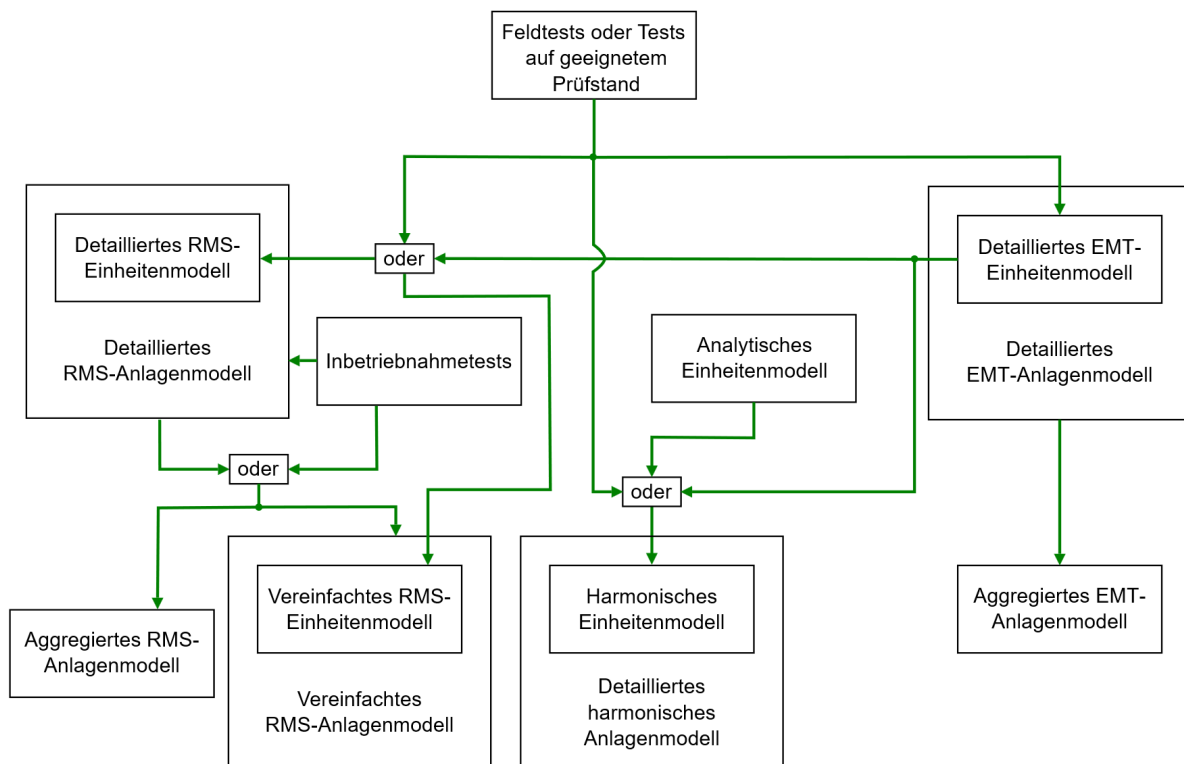 Feldtests oder Tests
auf geeignetem
Prüfstand
Detailliertes RMS-
Einheitenmodell
oder
Detailliertes EMT-
Einheitenmodell
Detailliertes
RMS-Anlagenmodell
Inbetriebnahmetests
Analytisches
Einheitenmodell
Detailliertes
EMT-Anlagenmodell
oder
oder
Aggregiertes RMS-
Anlagenmodell
Vereinfachtes RMS-
Einheitenmodell
Vereinfachtes
RMS-Anlagenmodell
Harmonisches
Einheitenmodell
Detailliertes
harmonisches
Anlagenmodell
Aggregiertes EMT-
Anlagenmodell